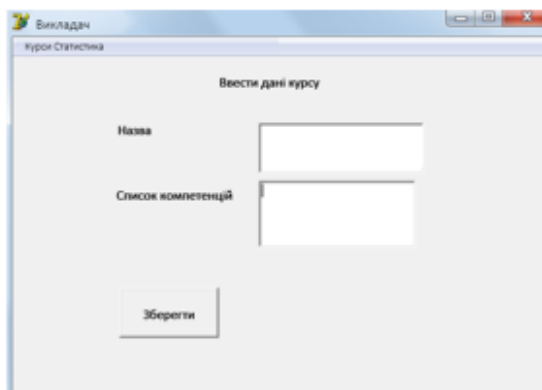 Викладач
Курси Статистика
Ввести дані курсу
Назва
Список компетенцій
Зберегти